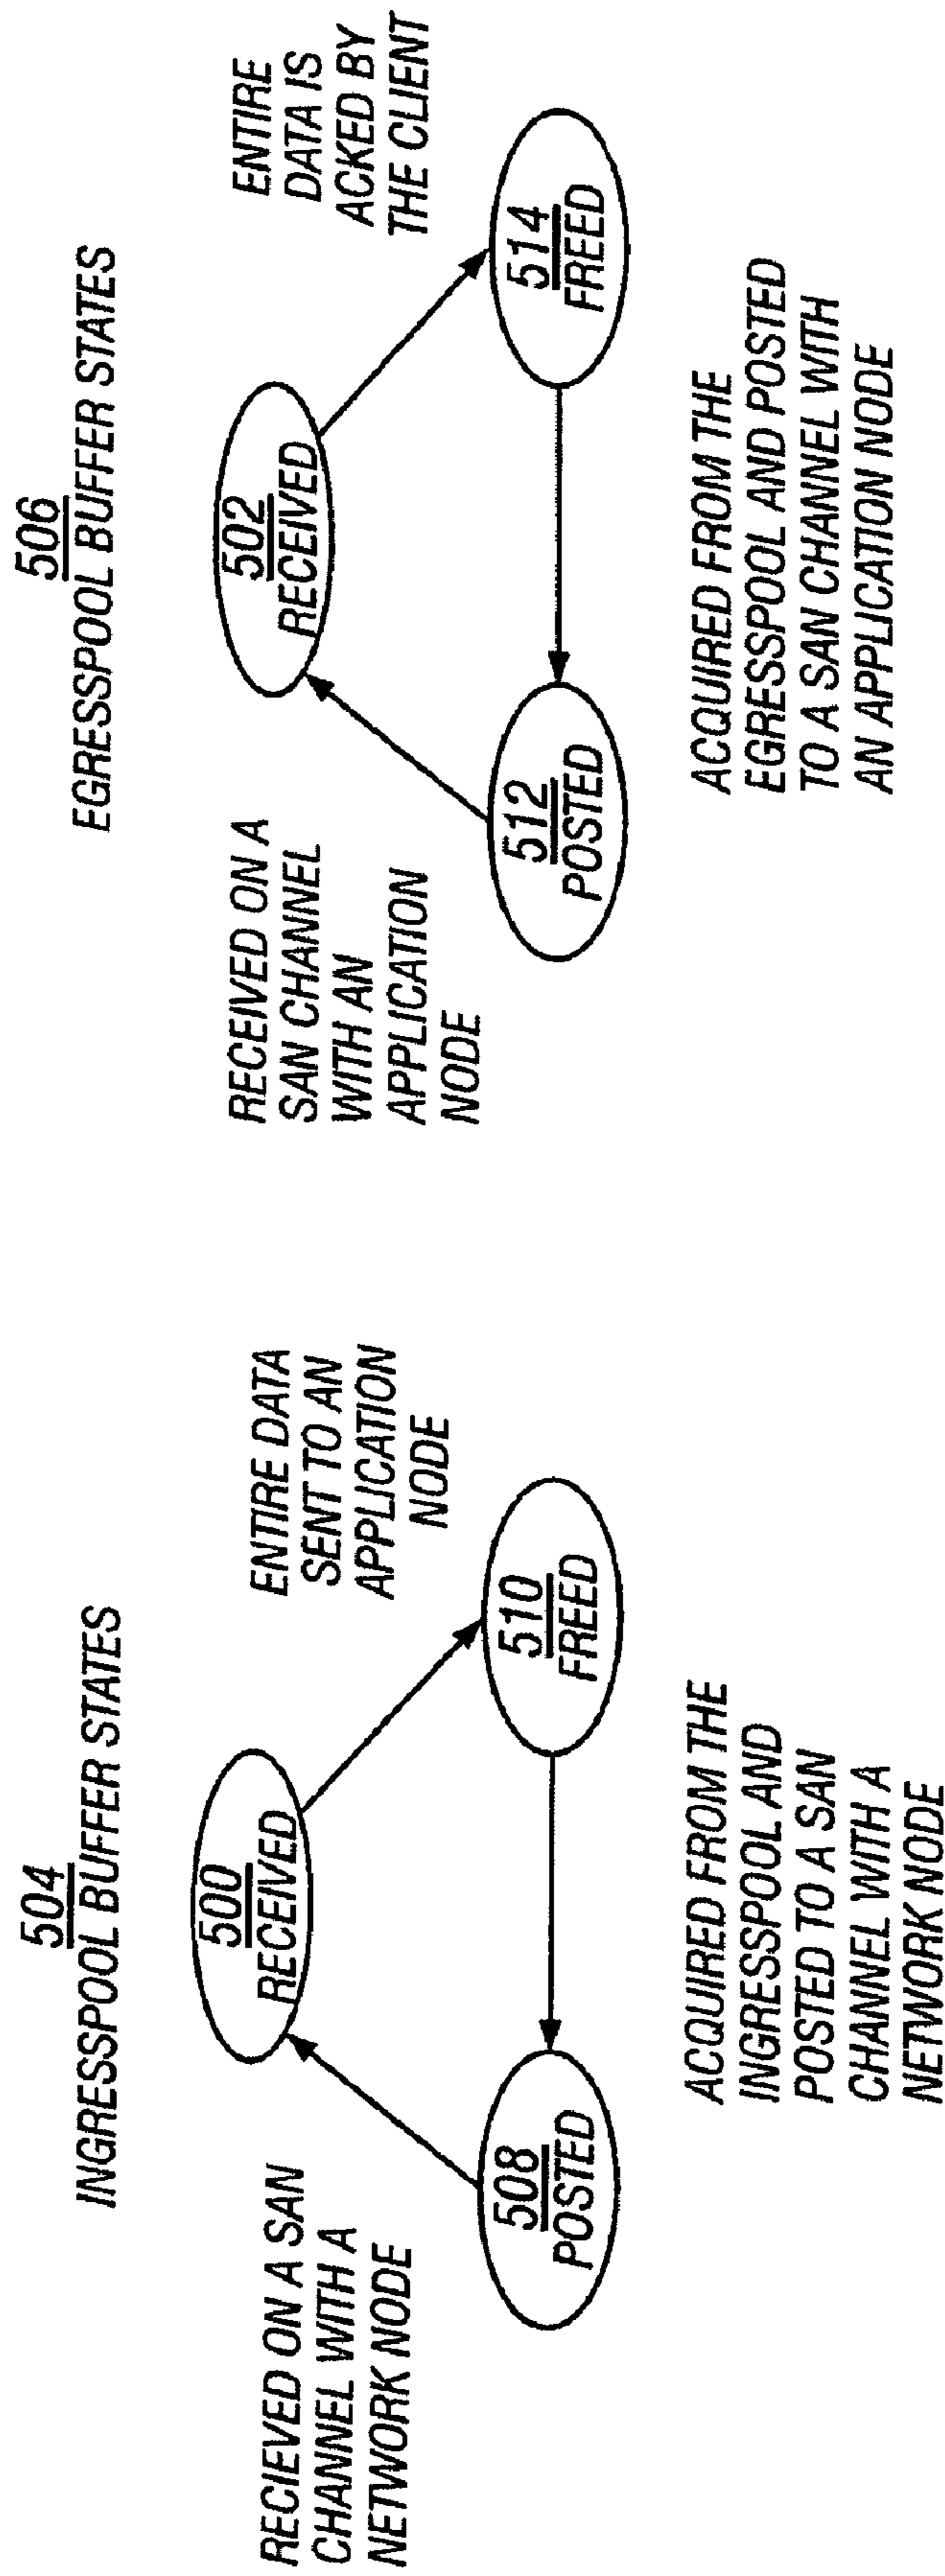 504
INGRESSPOOL BUFFER STATES
RECIEVED ON A SAN
CHANNEL WITH A
NETWORK NODE
500
RECEIVED
ENTIRE DATA
SENT TO AN
APPLICATION
NODE
508
POSTED
510
FREED
ACQUIRED FROM THE
INGRESSPOOL AND
POSTED TO A SAN
CHANNEL WITH A
NETWORK NODE
506
EGRESSPOOL BUFFER STATES
RECEIVED ON A
SAN CHANNEL
WITH AN
APPLICATION
NODE
502
RECEIVED
ENTIRE
DATA IS
ACKED BY
THE CLIENT
512
POSTED
514
FREED
ACQUIRED FROM THE
EGRESSPOOL AND POSTED
TO A SAN CHANNEL WITH
AN APPLICATION NODE